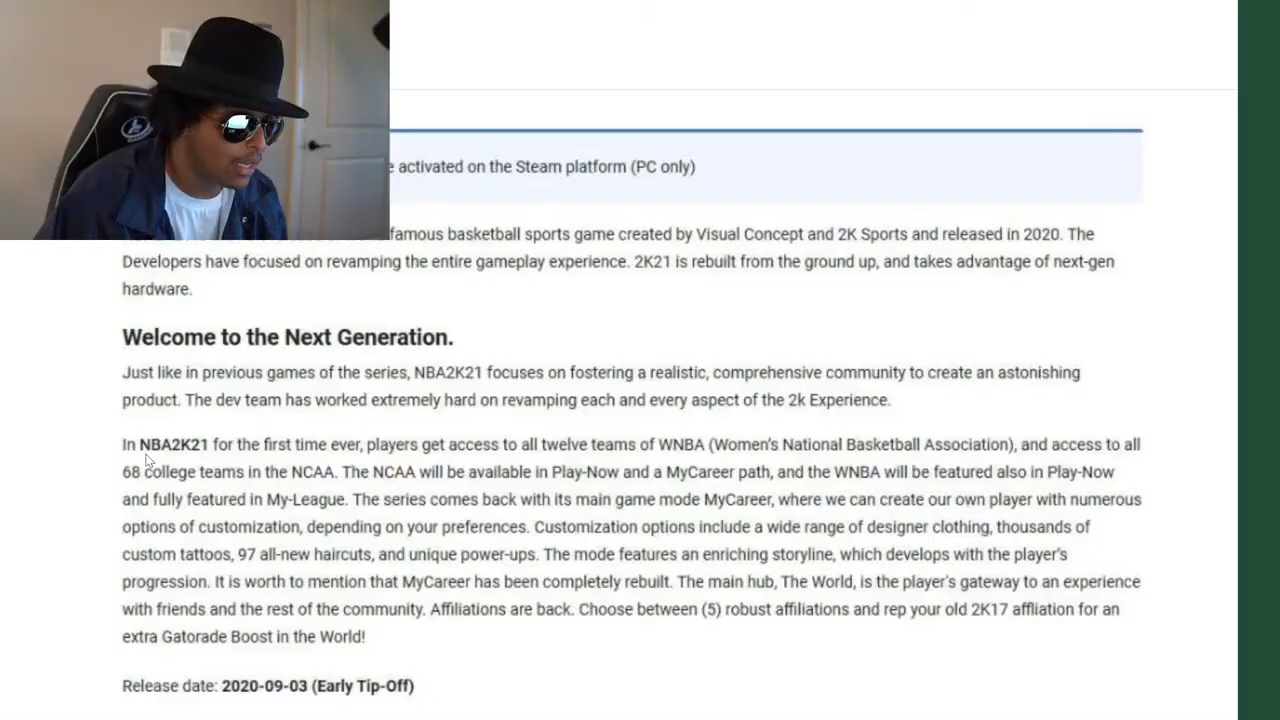 e activated on the Steam platform (PC only)
famous basketball sports game created by Visual Concept and 2K Sports and released in 2020. The
Developers have focused on revamping the entire gameplay experience. 2K21 is rebuilt from the ground up, and takes advantage of next-gen
hardware.
Welcome to the Next Generation.
Just like in previous games of the series, NBA2K21 focuses on fostering a realistic, comprehensive community to create an astonishing
product. The dev team has worked extremely hard on revamping each and every aspect of the 2k Experience.
In NBA2K21 for the first time ever, players get access to all twelve teams of WNBA (Women's National Basketball Association), and access to all
68 college teams in the NCAA. The NCAA will be available in Play-Now and a MyCareer path, and the WNBA will be featured also in Play-Now
and fully featured in My-League. The series comes back with its main game mode MyCareer, where we can create our own player with numerous
options of customization, depending on your preferences. Customization options include a wide range of designer clothing, thousands of
custom tattoos, 97 all-new haircuts, and unique power-ups. The mode features an enriching storyline, which develops with the player's
progression. It is worth to mention that MyCareer has been completely rebuilt. The main hub, The World, is the player's gateway to an experience
with friends and the rest of the community. Affiliations are back. Choose between (5) robust affiliations and rep your old 2K17 affliation for an
extra Gatorade Boost in the World!
Release date: 2020-09-03 (Early Tip-Off)